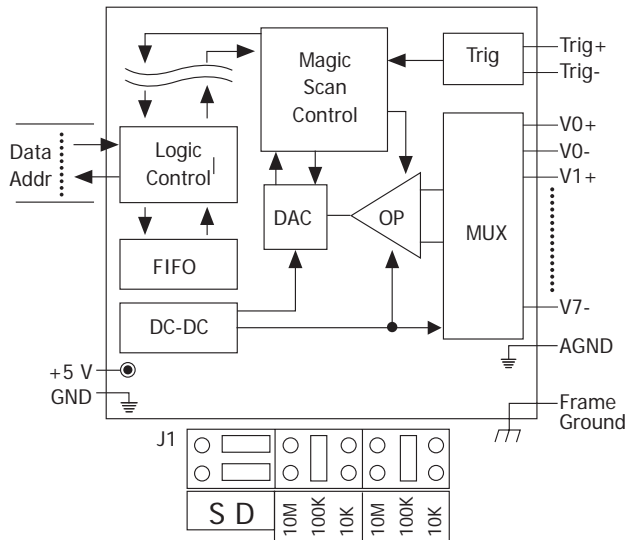 Magic
Scan
Control
Trig
Trig+
Trig-
Data
Addr
Logic
Control
FIFO
DC-DC
DAC
OP
MUX
V0+
V0-
V1+
V7-
AGND
+5 V
GND
Frame
Ground
J1
S D
10M
100K
10K
10M
100K
10K